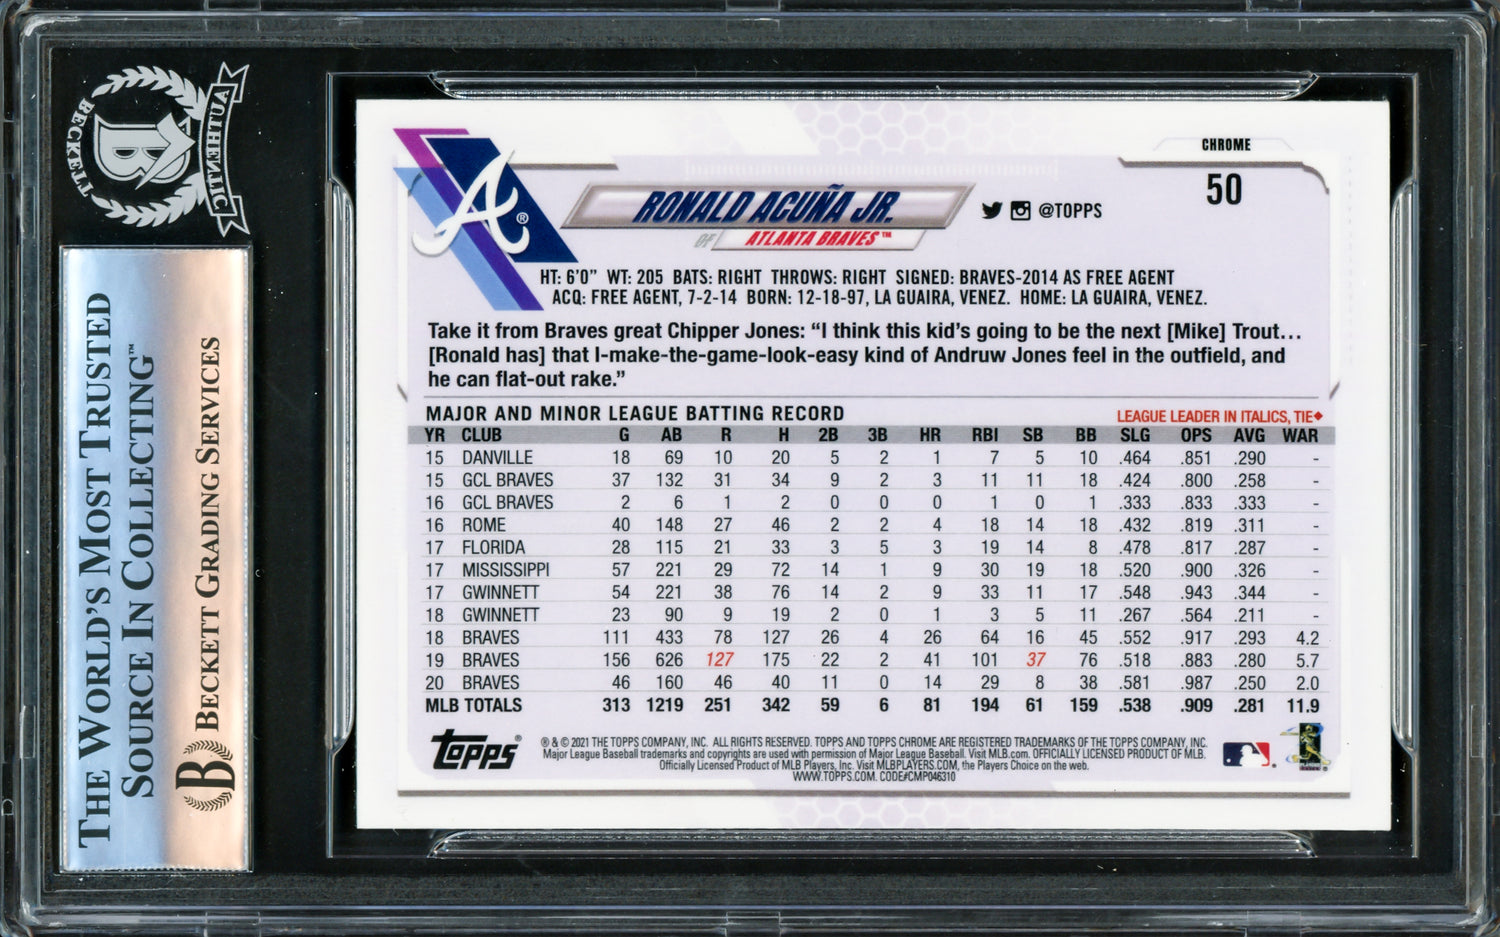 BECKETT
B
AUTHENTIC
THE WORLD'S MOST TRUSTED
SOURCE IN COLLECTING™
B BECKETT GRADING SERVICES
CHROME
50
A®
RONALD ACUÑA JR.
@TOPPS
OF ATLANTA BRAVES™
HT: 6'0" WT: 205 BATS: RIGHT THROWS: RIGHT SIGNED: BRAVES-2014 AS FREE AGENT
ACQ: FREE AGENT, 7-2-14 BORN: 12-18-97, LA GUAIRA, VENEZ. HOME: LA GUAIRA, VENEZ.
Take it from Braves great Chipper Jones: “I think this kid's going to be the next [Mike] Trout...
[Ronald has] that I-make-the-game-look-easy kind of Andruw Jones feel in the outfield, and
he can flat-out rake.”
MAJOR AND MINOR LEAGUE BATTING RECORD LEAGUE LEADER IN ITALICS, TIE◆
YR CLUB G AB R H 2B 3B HR RBI SB BB SLG OPS AVG WAR
15 DANVILLE 18 69 10 20 5 2 1 7 5 10 .464 .851 .290 -
15 GCL BRAVES 37 132 31 34 9 2 3 11 11 18 .424 .800 .258 -
16 GCL BRAVES 2 6 1 2 0 0 0 1 0 1 .333 .833 .333 -
16 ROME 40 148 27 46 2 2 4 18 14 18 .432 .819 .311 -
17 FLORIDA 28 115 21 33 3 5 3 19 14 8 .478 .817 .287 -
17 MISSISSIPPI 57 221 29 72 14 1 9 30 19 18 .520 .900 .326 -
17 GWINNETT 54 221 38 76 14 2 9 33 11 17 .548 .943 .344 -
18 GWINNETT 23 90 9 19 2 0 1 3 5 11 .267 .564 .211 -
18 BRAVES 111 433 78 127 26 4 26 64 16 45 .552 .917 .293 4.2
19 BRAVES 156 626 127 175 22 2 41 101 37 76 .518 .883 .280 5.7
20 BRAVES 46 160 46 40 11 0 14 29 8 38 .581 .987 .250 2.0
MLB TOTALS 313 1219 251 342 59 6 81 194 61 159 .538 .909 .281 11.9
topps®
® & © 2021 THE TOPPS COMPANY, INC. ALL RIGHTS RESERVED. TOPPS AND TOPPS CHROME ARE REGISTERED TRADEMARKS OF THE TOPPS COMPANY, INC.
Major League Baseball trademarks and copyrights are used with permission of Major League Baseball. Visit MLB.com. OFFICIALLY LICENSED PRODUCT OF MLB.
Officially Licensed Product of MLB Players, Inc. Visit MLBPLAYERS.COM, the Players Choice on the web.
WWW.TOPPS.COM. CODE#CMP046310